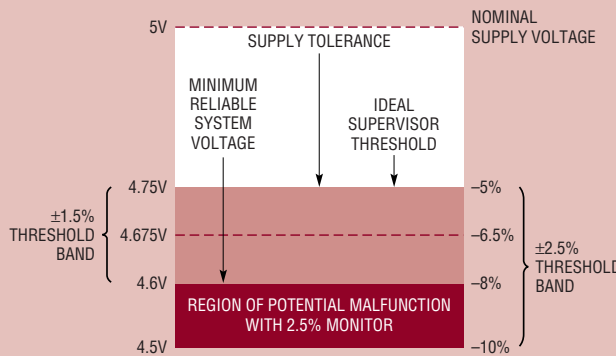 5V
NOMINAL
SUPPLY VOLTAGE
SUPPLY TOLERANCE
MINIMUM
RELIABLE
SYSTEM
VOLTAGE
IDEAL
SUPERVISOR
THRESHOLD
4.75V
–5%
±1.5%
THRESHOLD
BAND
4.675V
–6.5%
±2.5%
THRESHOLD
BAND
4.6V
–8%
REGION OF POTENTIAL MALFUNCTION
WITH 2.5% MONITOR
4.5V
–10%